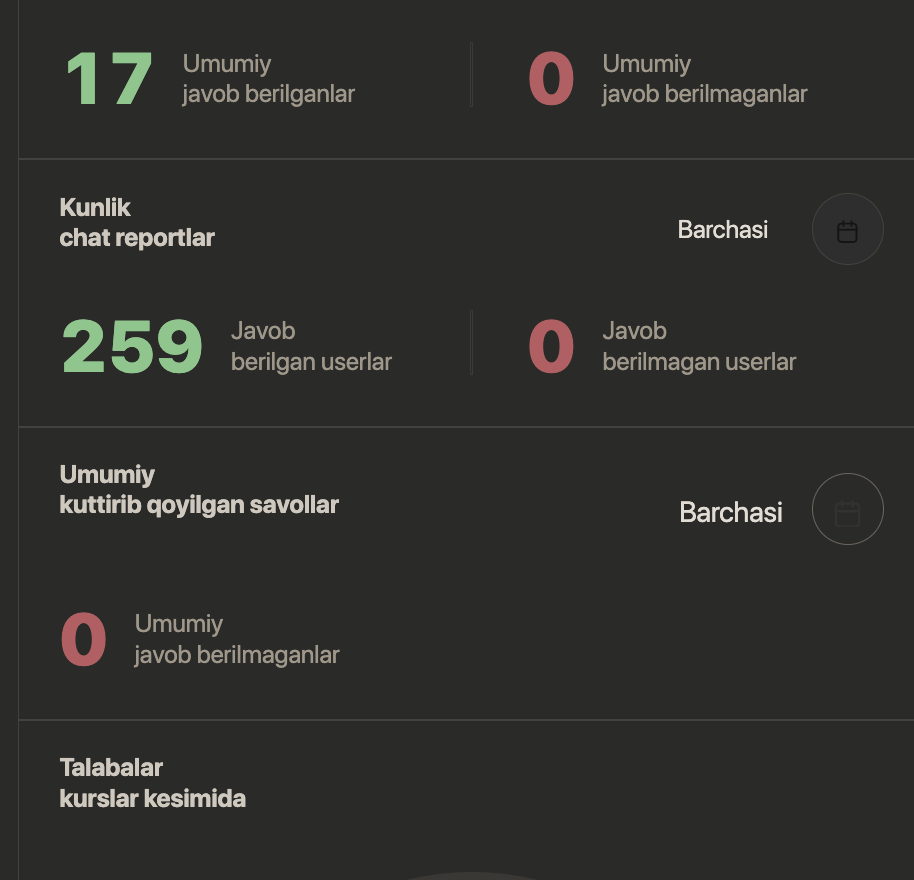 17
Umumiy
javob berilganlar
0
Umumiy
javob berilmaganlar
Kunlik
chat reportlar
Barchasi
259
Javob
berilgan userlar
0
Javob
berilmagan userlar
Umumiy
kuttirib qoyilgan savollar
Barchasi
0
Umumiy
javob berilmaganlar
Talabalar
kurslar kesimida